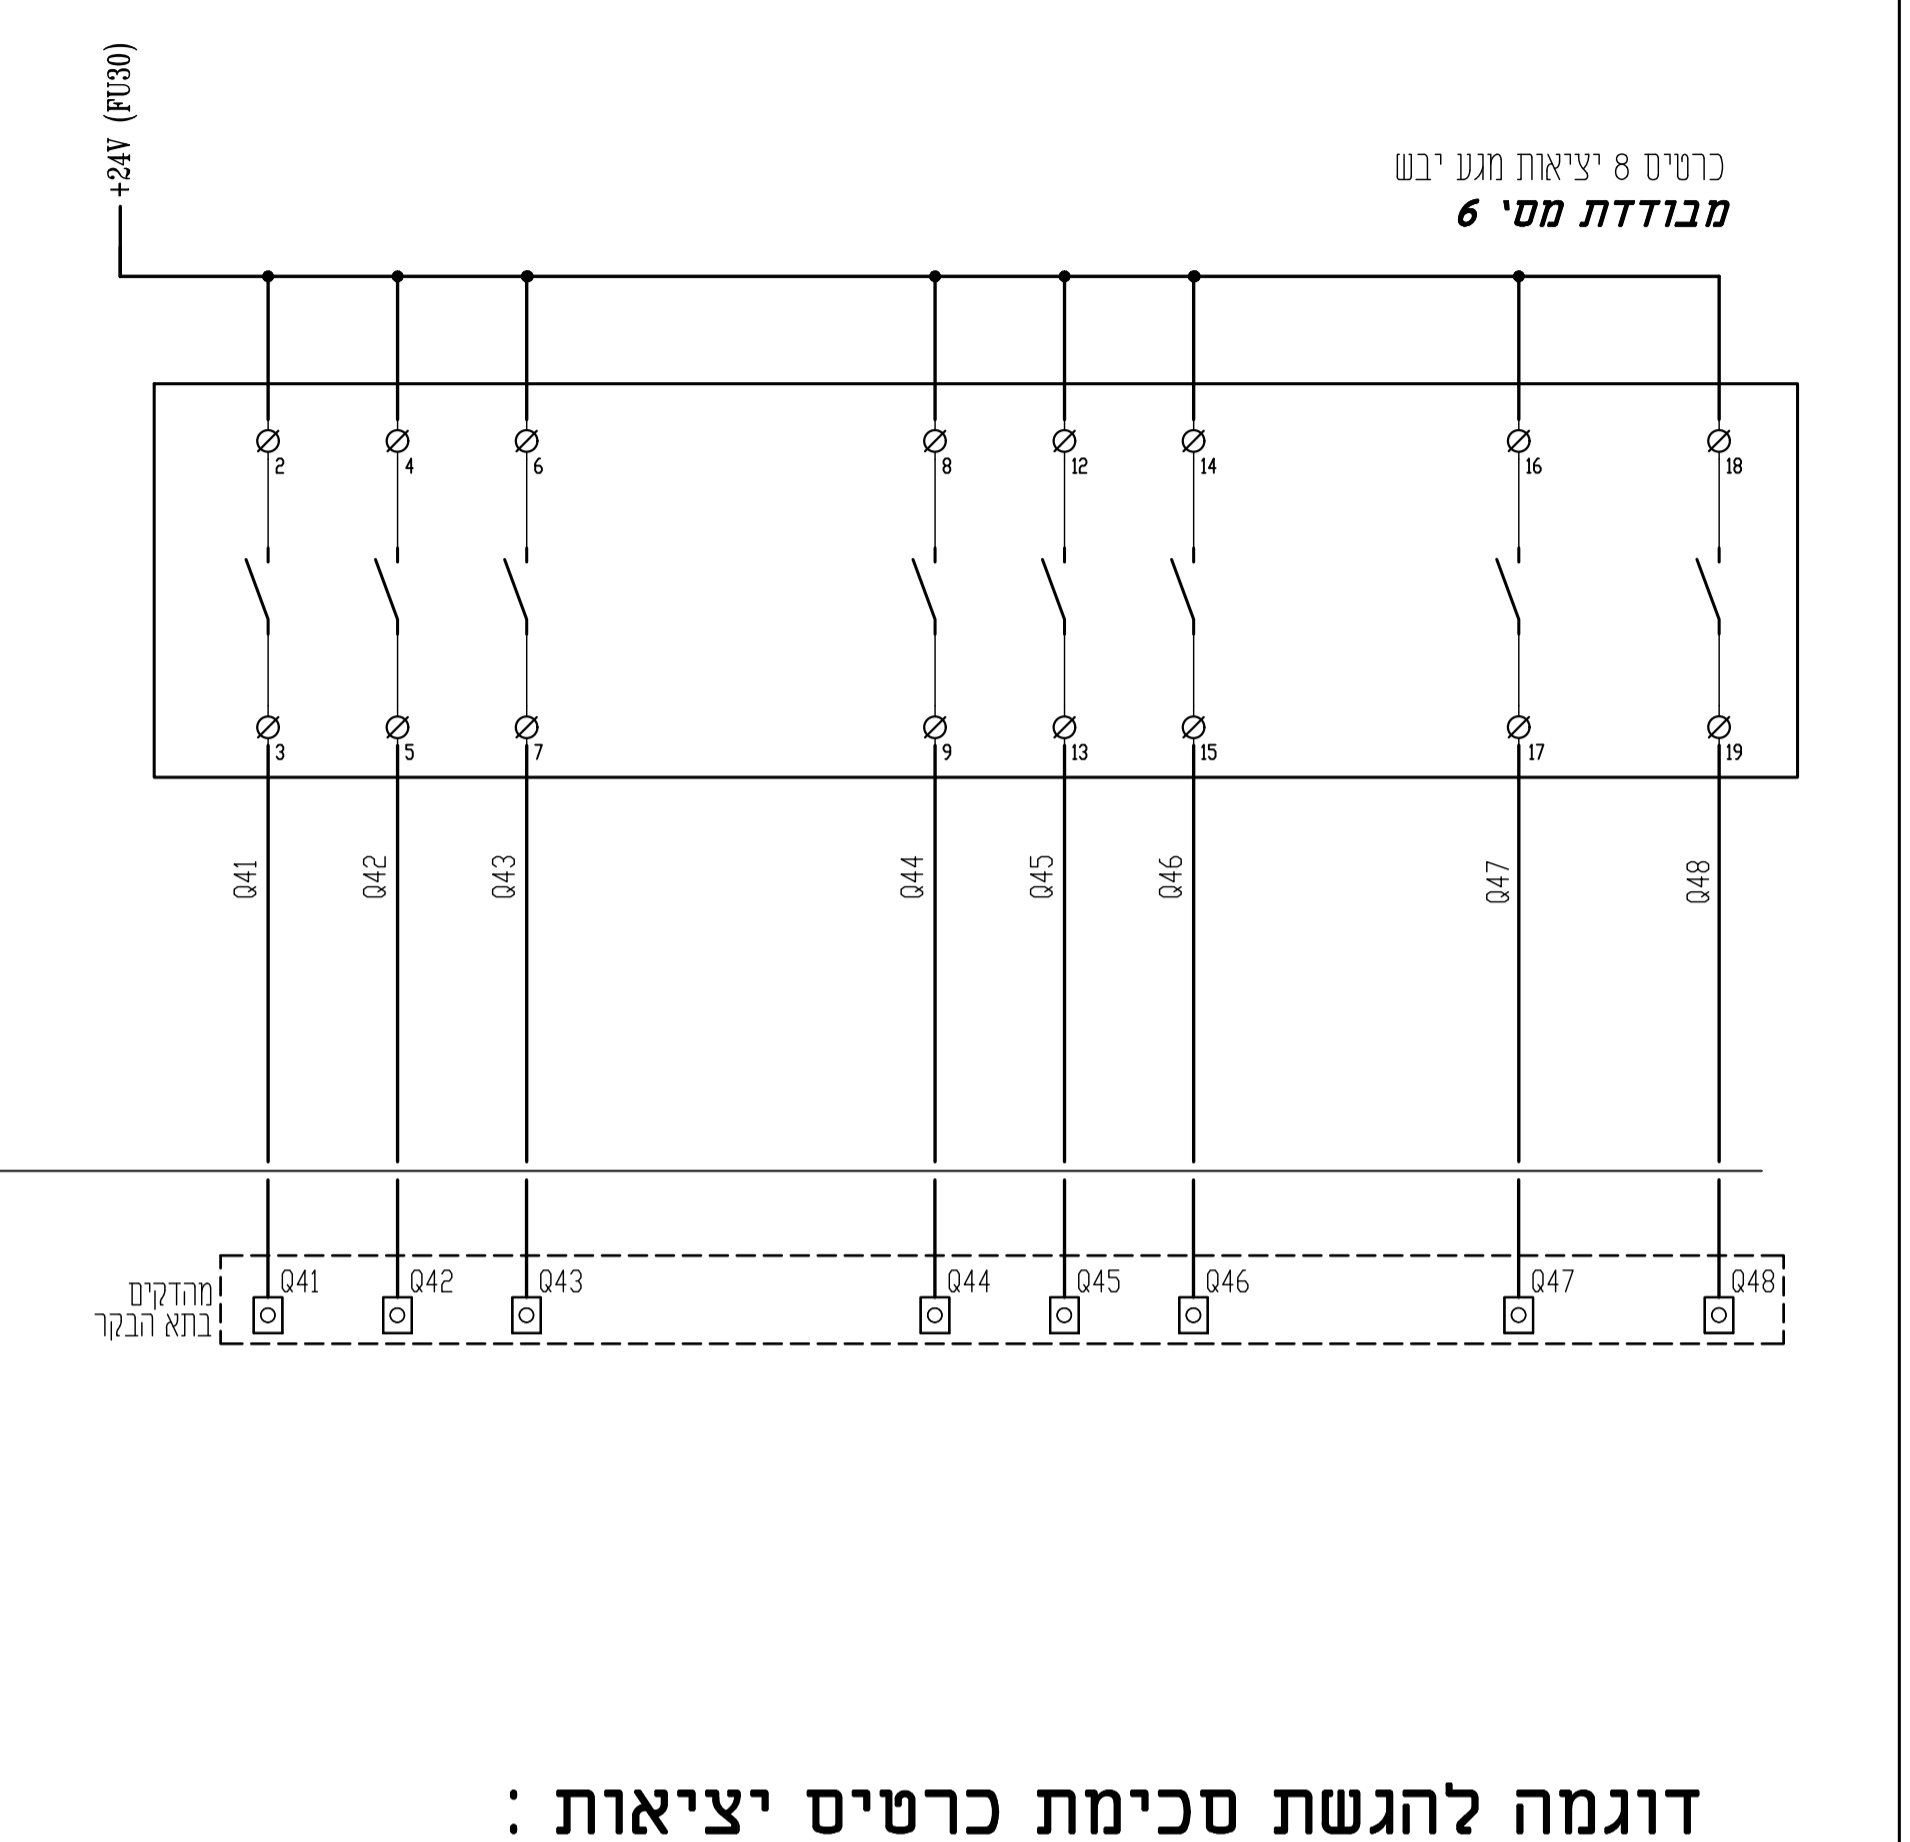 +24V (FU30)
כרטיס 8 יציאות מגע יבש
מבודדת מס' 6
2 4 6 8 12 14 16 18
3 5 7 9 13 15 17 19
Q41 Q42 Q43 Q44 Q45 Q46 Q47 Q48
Q41 Q42 Q43 Q44 Q45 Q46 Q47 Q48
מהדקים
בתא הבקר
דוגמה להגשת סכימת כרטיס יציאות :